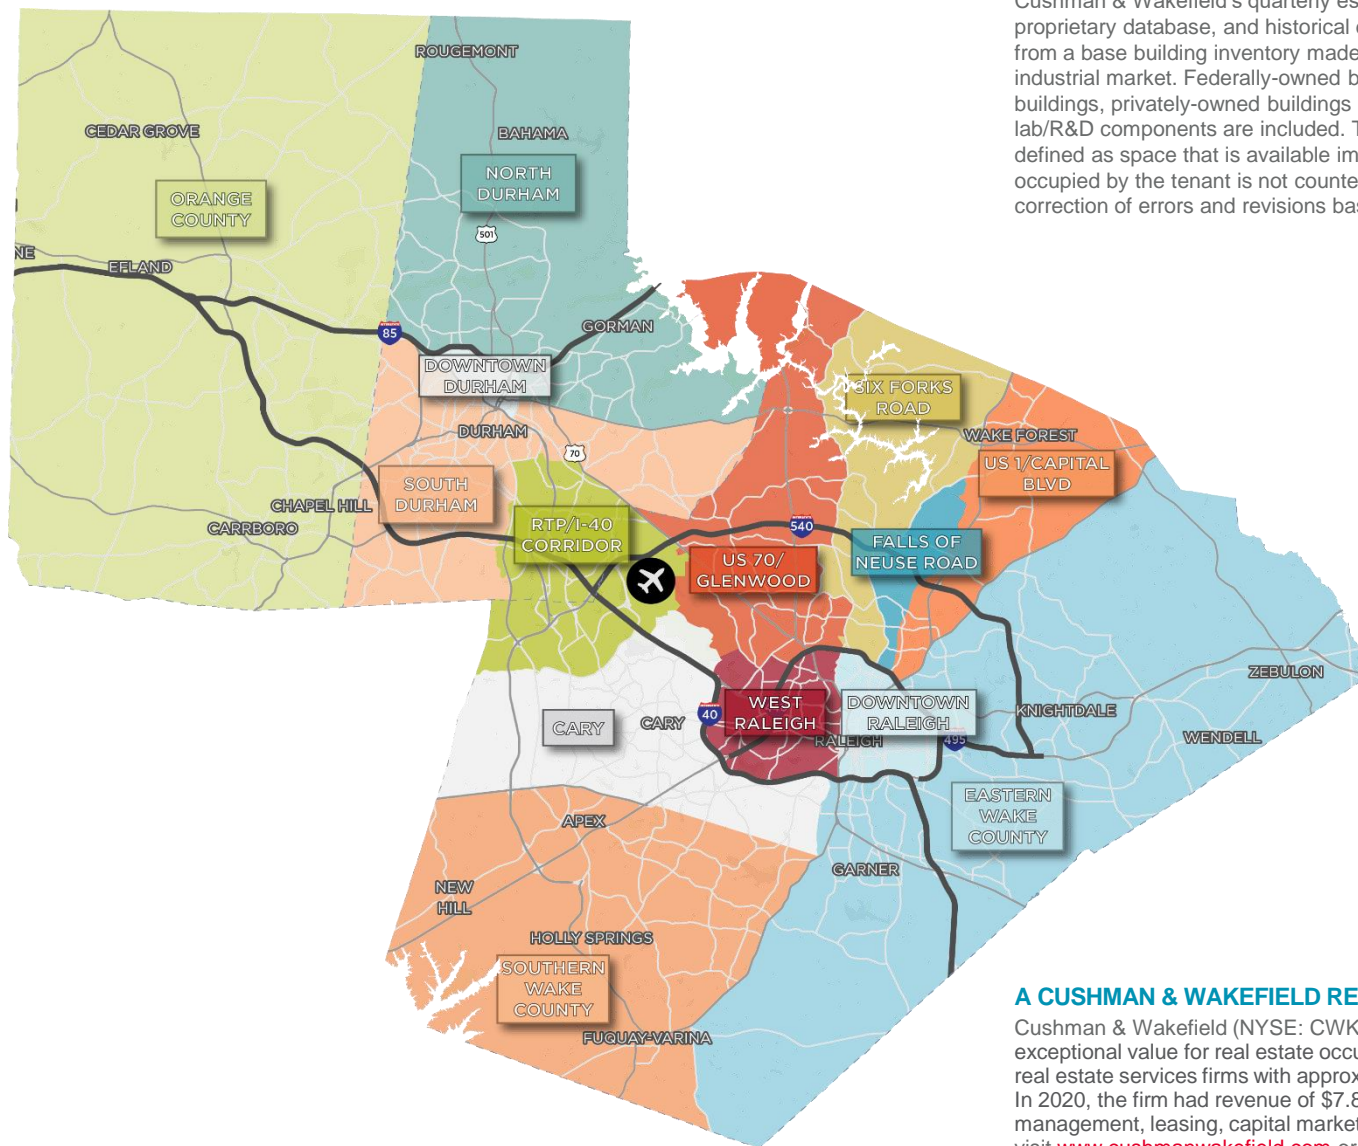 Cushman & Wakefield's quarterly es
proprietary database, and historical
from a base building inventory made
industrial market. Federally-owned b
buildings, privately-owned buildings
lab/R&D components are included. T
defined as space that is available im
occupied by the tenant is not counte
correction of errors and revisions bas
ROUGEMONT
CEDAR GROVE
BAHAMA
NORTH
DURHAM
ORANGE
COUNTY
501
NE
EFLAND
GORMAN
85
DOWNTOWN
DURHAM
SIX FORKS
ROAD
DURHAM
WAKE FOREST
70
US 1/CAPITAL
BLVD
SOUTH
DURHAM
CHAPEL HILL
CARRBORO
RTP/I-40
CORRIDOR
540
FALLS OF
NEUSE ROAD
US 70/
GLENWOOD
ZEBULON
WEST
RALEIGH
DOWNTOWN
RALEIGH
KNIGHTDALE
40
CARY
CARY
RALEIGH
495
WENDELL
EASTERN
WAKE
COUNTY
APEX
GARNER
NEW
HILL
HOLLY SPRINGS
SOUTHERN
WAKE
COUNTY
FUQUAY-VARINA
A CUSHMAN & WAKEFIELD RE
Cushman & Wakefield (NYSE: CWK
exceptional value for real estate occu
real estate services firms with approx
In 2020, the firm had revenue of $7.8
management, leasing, capital market
visit www.cushmanwakefield.com or